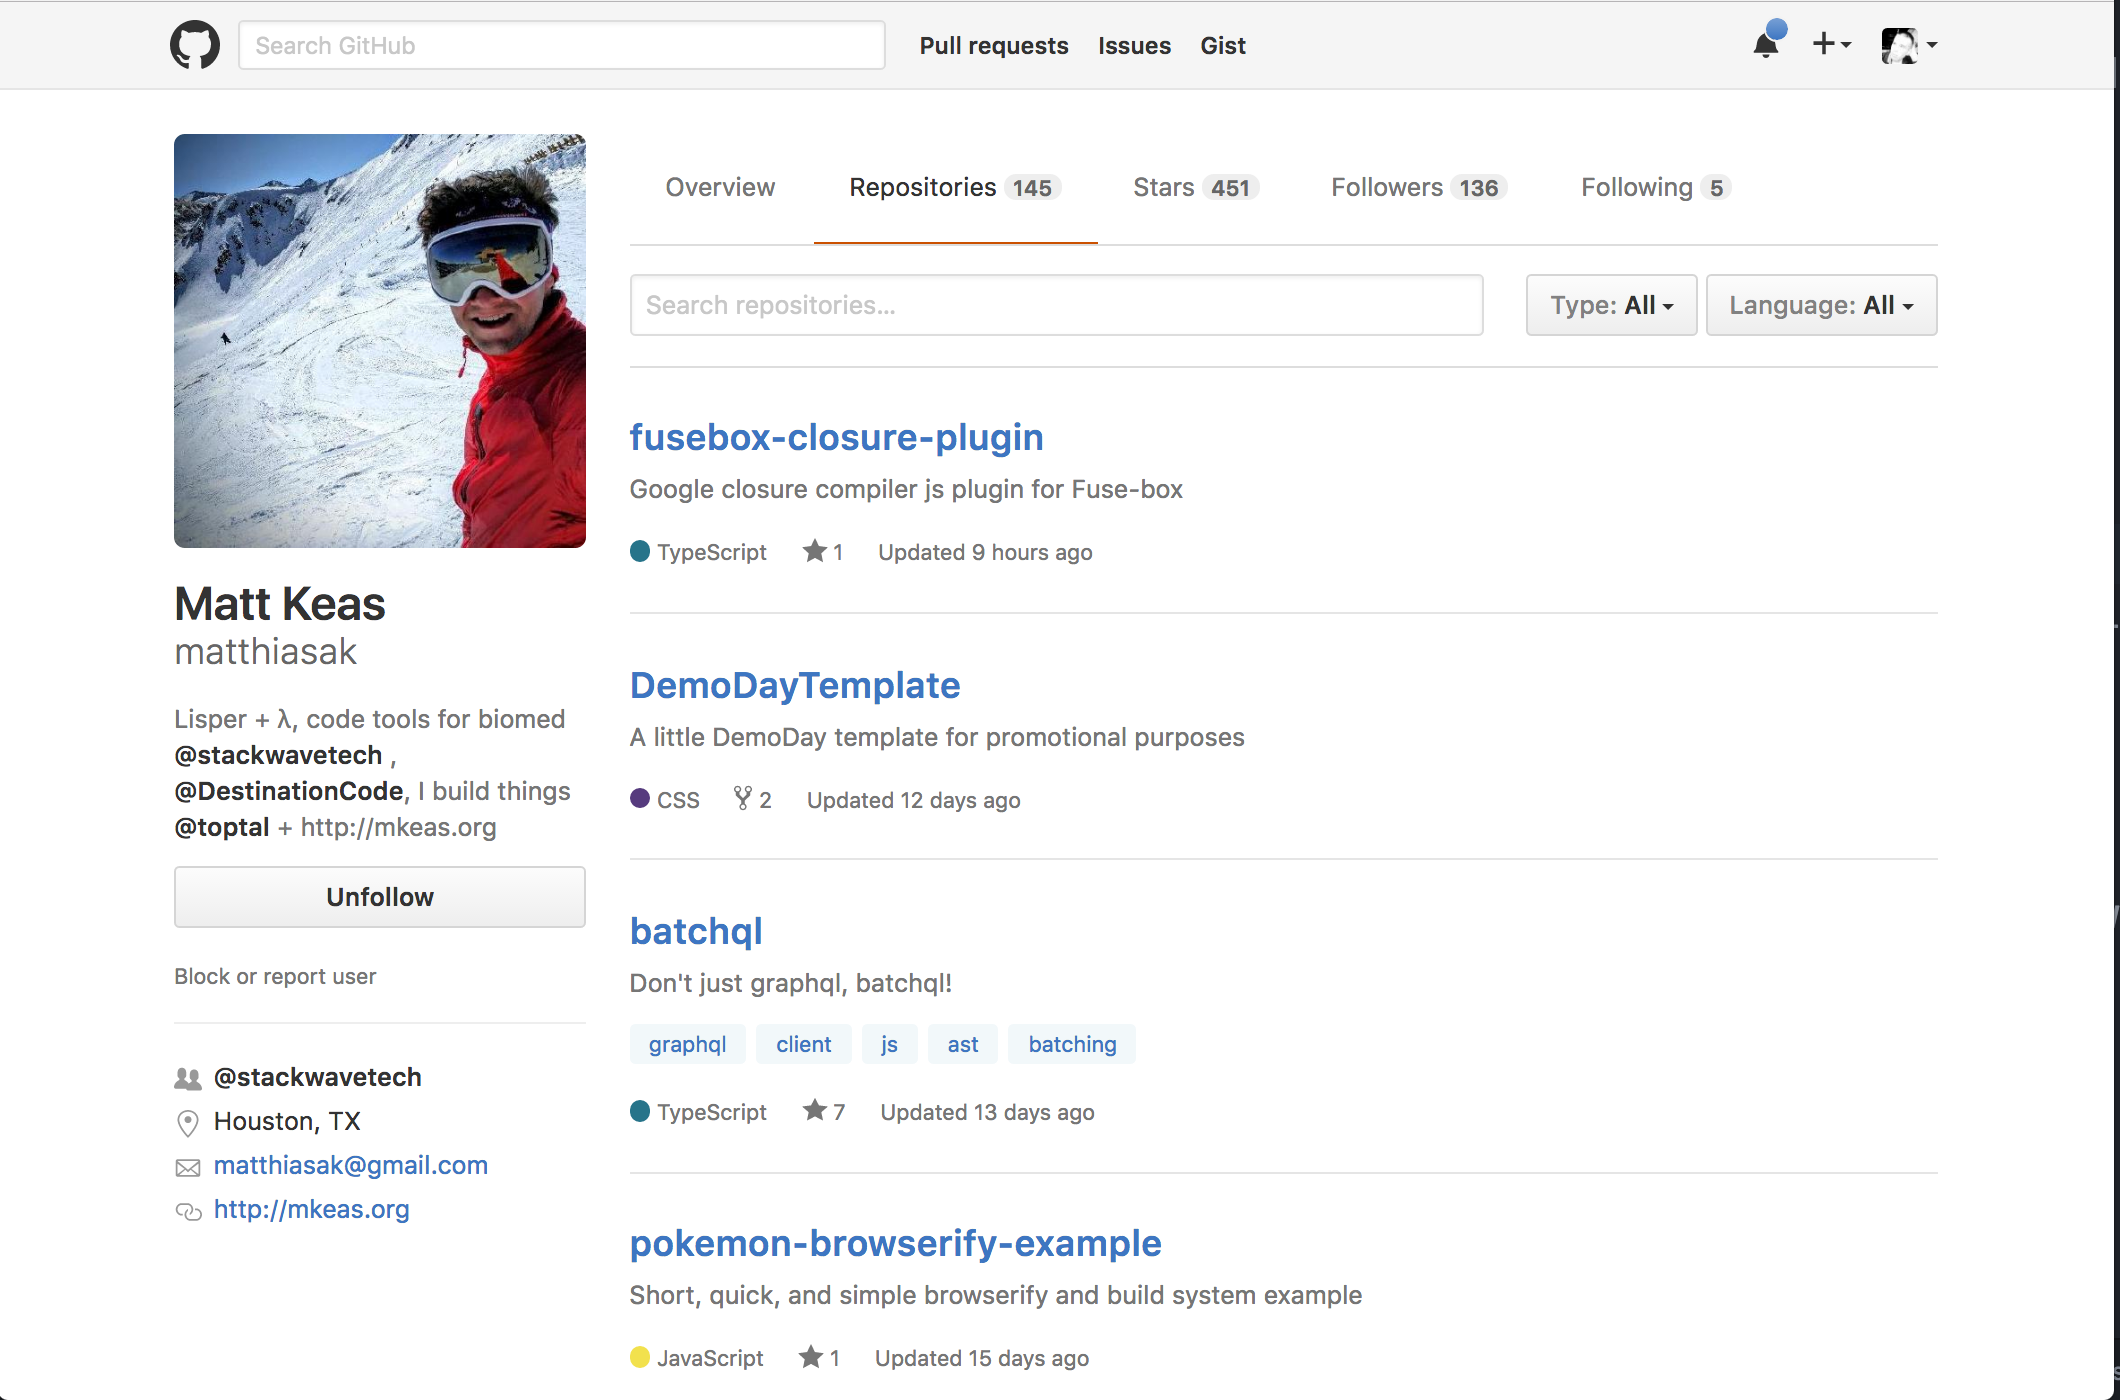 Search GitHub
Pull requests Issues Gist
Overview Repositories 145 Stars 451 Followers 136 Following 5
Search repositories...
Type: All Language: All
Matt Keas
matthiasak
Lisper + λ, code tools for biomed
@stackwavetech ,
@DestinationCode, I build things
@toptal + http://mkeas.org
Unfollow
Block or report user
@stackwavetech
Houston, TX
matthiasak@gmail.com
http://mkeas.org
fusebox-closure-plugin
Google closure compiler js plugin for Fuse-box
TypeScript 1 Updated 9 hours ago
DemoDayTemplate
A little DemoDay template for promotional purposes
CSS 2 Updated 12 days ago
batchql
Don't just graphql, batchql!
graphql client js ast batching
TypeScript 7 Updated 13 days ago
pokemon-browserify-example
Short, quick, and simple browserify and build system example
JavaScript 1 Updated 15 days ago